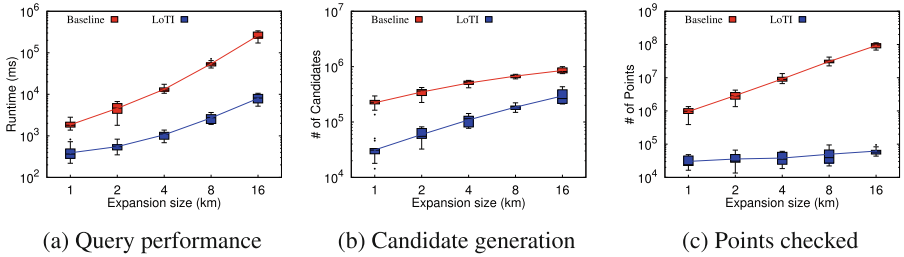 Baseline LoTI
10^6
10^5
10^4
10^3
10^2
Runtime (ms)
1 2 4 8 16
Expansion size (km)
(a) Query performance
Baseline LoTI
10^7
10^6
10^5
10^4
# of Candidates
1 2 4 8 16
Expansion size (km)
(b) Candidate generation
Baseline LoTI
10^9
10^8
10^7
10^6
10^5
10^4
# of Points
1 2 4 8 16
Expansion size (km)
(c) Points checked